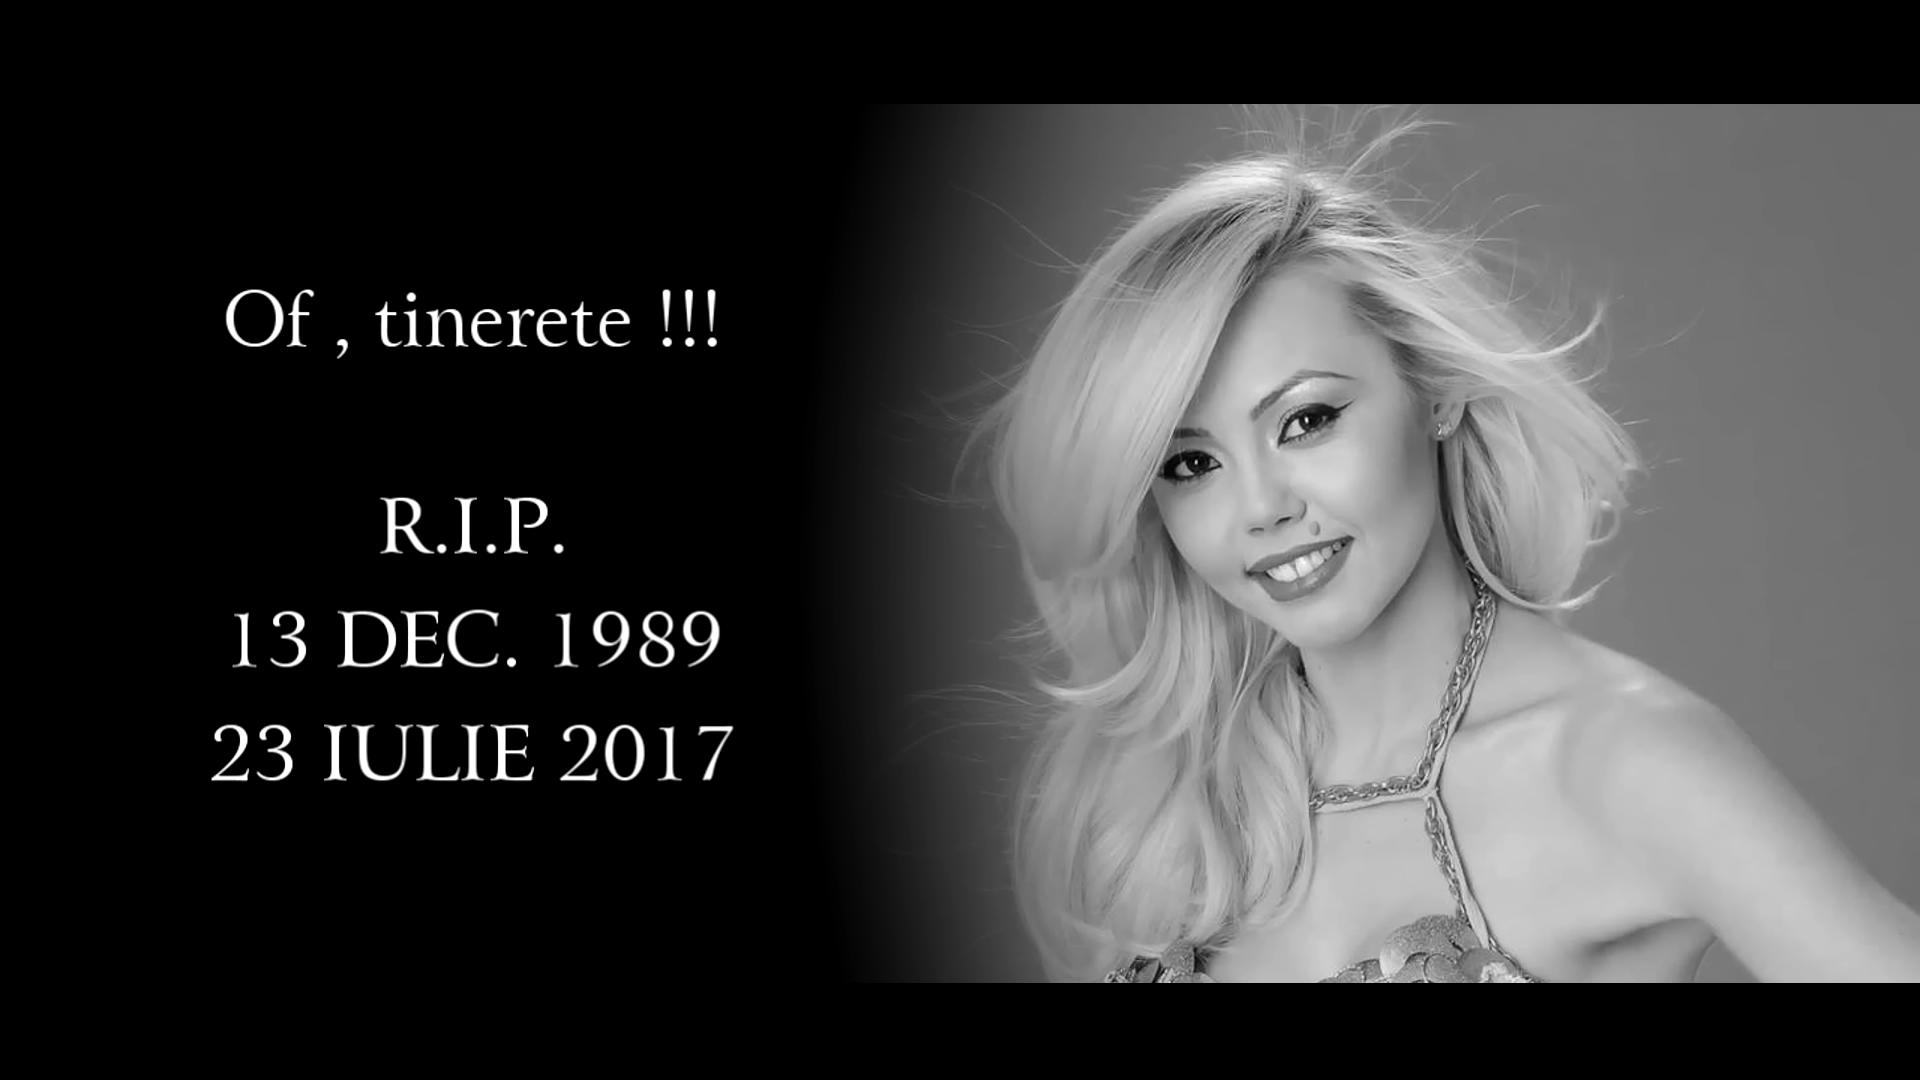 Of , tinerete !!!
R.I.P.
13 DEC. 1989
23 IULIE 2017